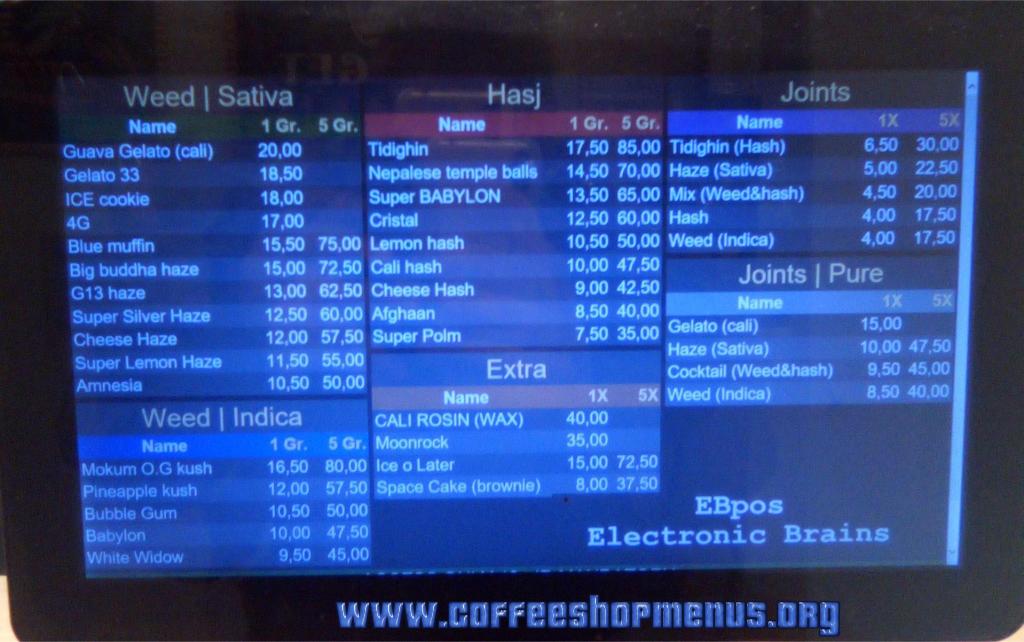 Weed | Sativa
Name 1 Gr. 5 Gr.
Guava Gelato (cali) 20,00
Gelato 33 18,50
ICE cookie 18,00
4G 17,00
Blue muffin 15,50 75,00
Big buddha haze 15,00 72,50
G13 haze 13,00 62,50
Super Silver Haze 12,50 60,00
Cheese Haze 12,00 57,50
Super Lemon Haze 11,50 55,00
Amnesia 10,50 50,00
Weed | Indica
Name 1 Gr. 5 Gr.
Mokum O.G kush 16,50 80,00
Pineapple kush 12,00 57,50
Bubble Gum 10,50 50,00
Babylon 10,00 47,50
White Widow 9,50 45,00
Hasj
Name 1 Gr. 5 Gr.
Tidighin 17,50 85,00
Nepalese temple balls 14,50 70,00
Super BABYLON 13,50 65,00
Cristal 12,50 60,00
Lemon hash 10,50 50,00
Cali hash 10,00 47,50
Cheese Hash 9,00 42,50
Afghaan 8,50 40,00
Super Polm 7,50 35,00
Extra
Name 1X 5X
CALI ROSIN (WAX) 40,00
Moonrock 35,00
Ice o Later 15,00 72,50
Space Cake (brownie) 8,00 37,50
Joints
Name 1X 5X
Tidighin (Hash) 6,50 30,00
Haze (Sativa) 5,00 22,50
Mix (Weed&hash) 4,50 20,00
Hash 4,00 17,50
Weed (Indica) 4,00 17,50
Joints | Pure
Name 1X 5X
Gelato (cali) 15,00
Haze (Sativa) 10,00 47,50
Cocktail (Weed&hash) 9,50 45,00
Weed (Indica) 8,50 40,00
EBpos
Electronic Brains
www.coffeeshopmenus.org